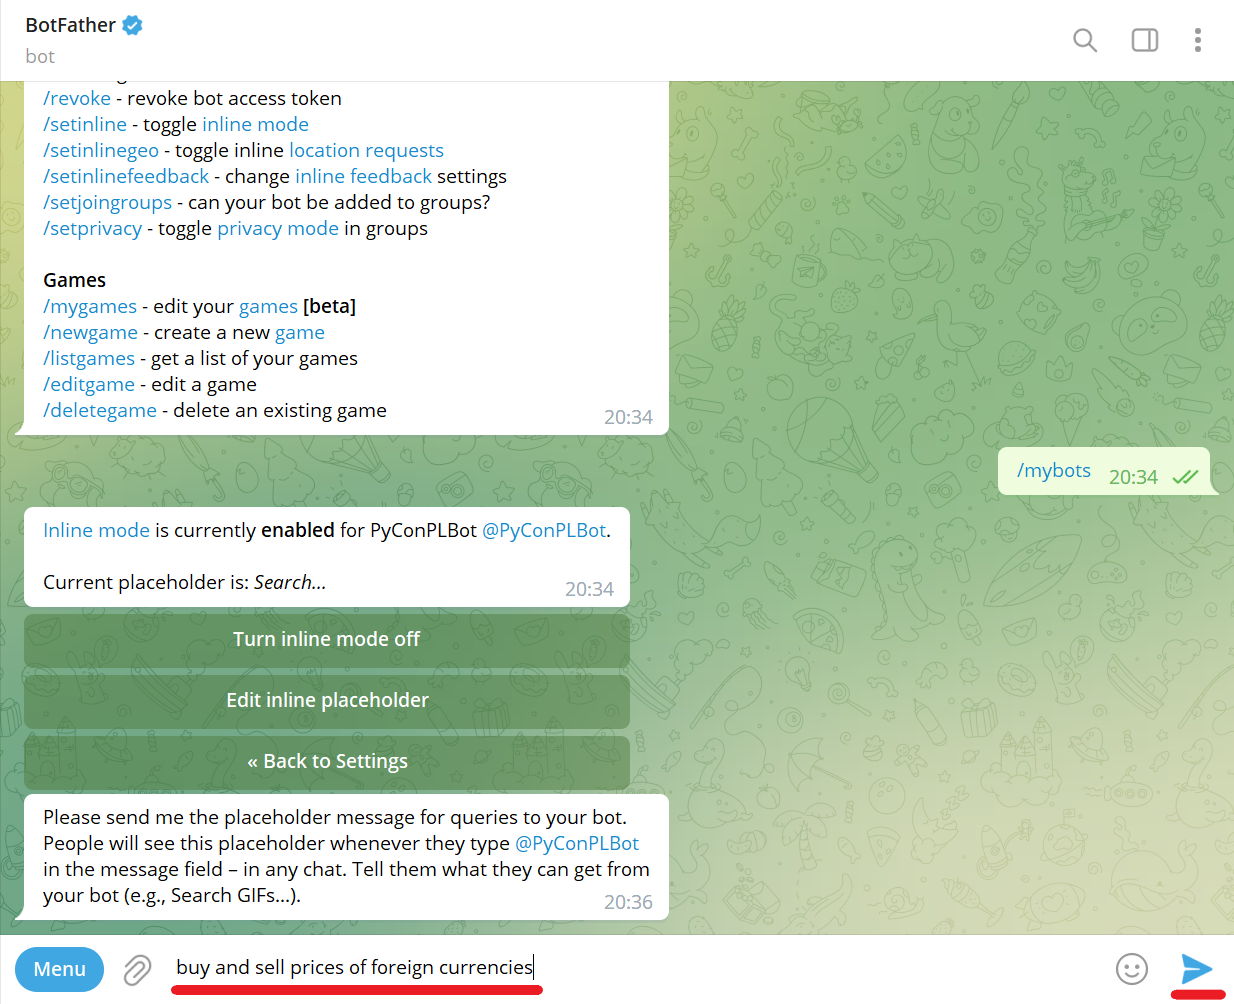 BotFather
bot
/revoke - revoke bot access token
/setinline - toggle inline mode
/setinlinegeo - toggle inline location requests
/setinlinefeedback - change inline feedback settings
/setjoingroups - can your bot be added to groups?
/setprivacy - toggle privacy mode in groups
Games
/mygames - edit your games [beta]
/newgame - create a new game
/listgames - get a list of your games
/editgame - edit a game
/deletegame - delete an existing game
20:34
/mybots 20:34
Inline mode is currently enabled for PyConPLBot @PyConPLBot.
Current placeholder is: Search...
20:34
Turn inline mode off
Edit inline placeholder
« Back to Settings
Please send me the placeholder message for queries to your bot.
People will see this placeholder whenever they type @PyConPLBot
in the message field – in any chat. Tell them what they can get from
your bot (e.g., Search GIFs...).
20:36
Menu
buy and sell prices of foreign currencies